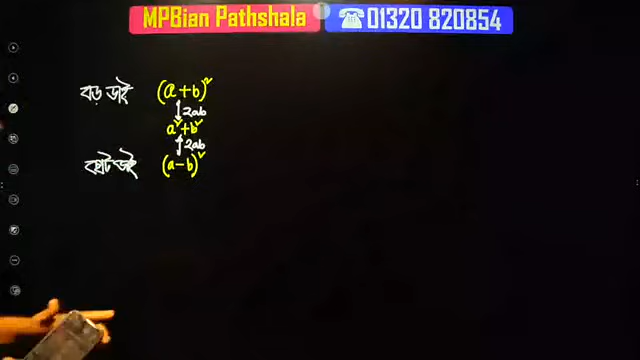 MPBian Pathshala ☎01320 820854
বড় ভাই (a+b)²
↕ 2ab
a²+b²
↕ 2ab
ছোট ভাই (a-b)²